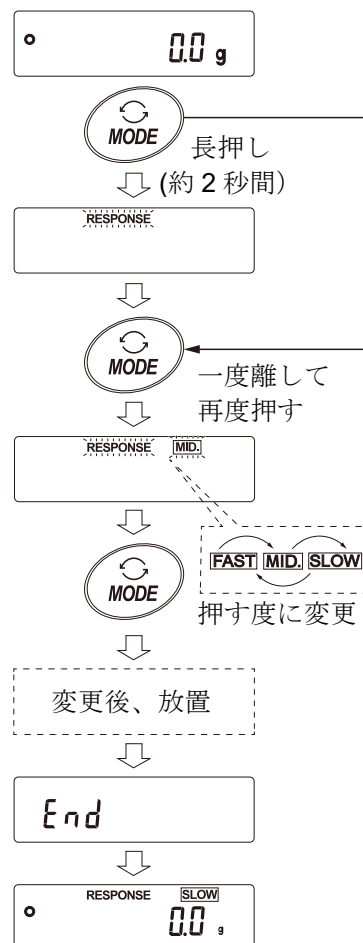 0.0 g
MODE
長押し
(約 2 秒間）
RESPONSE
MODE
一度離して
再度押す
RESPONSE MID.
FAST MID. SLOW
MODE
押す度に変更
変更後、放置
End
RESPONSE SLOW
0.0 g